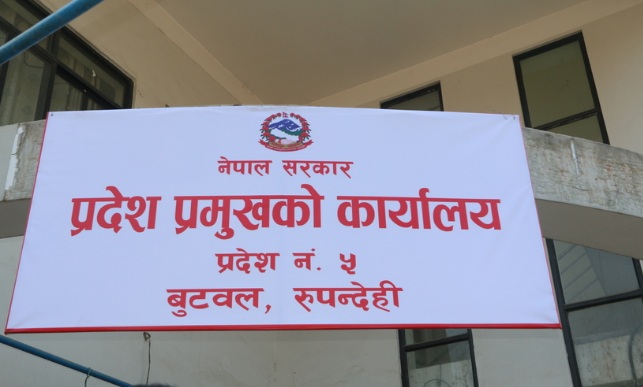 नेपाल सरकार
प्रदेश प्रमुखको कार्यालय
प्रदेश नं. ५
बुटवल, रुपन्देही